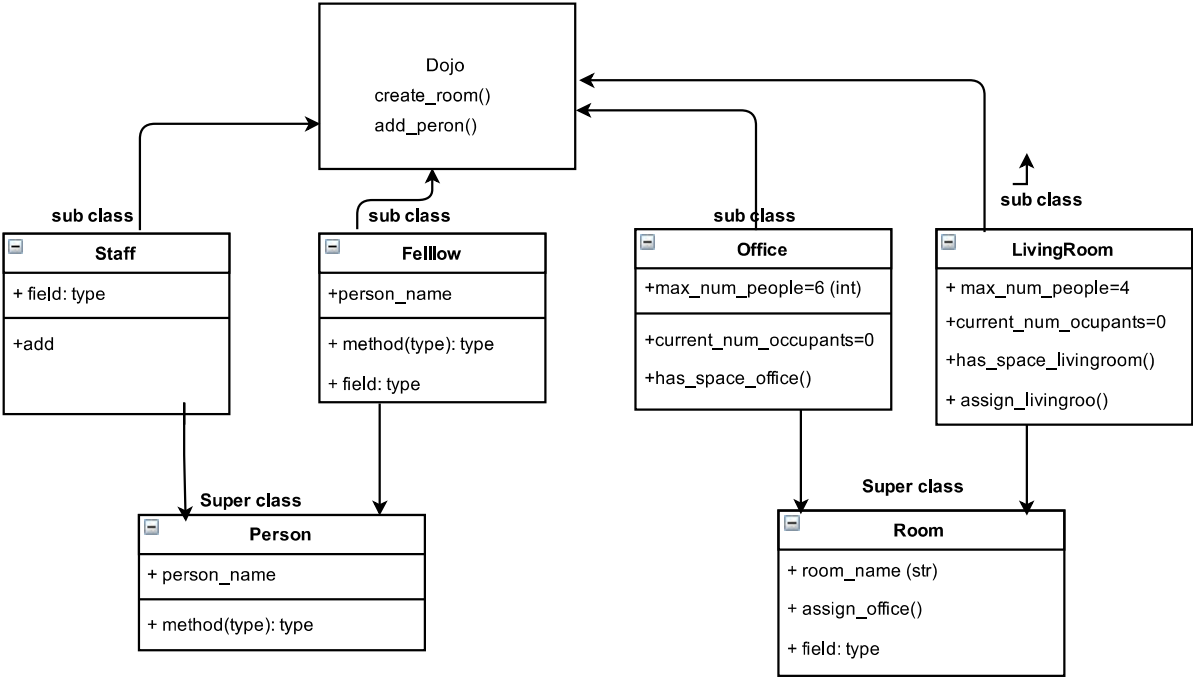 Dojo
create_room()
add_peron()
sub class
Staff
+ field: type
+add
sub class
Felllow
+person_name
+ method(type): type
+ field: type
sub class
Office
+max_num_people=6 (int)
+current_num_occupants=0
+has_space_office()
sub class
LivingRoom
+ max_num_people=4
+current_num_ocupants=0
+has_space_livingroom()
+ assign_livingroo()
Super class
Person
+ person_name
+ method(type): type
Super class
Room
+ room_name (str)
+ assign_office()
+ field: type